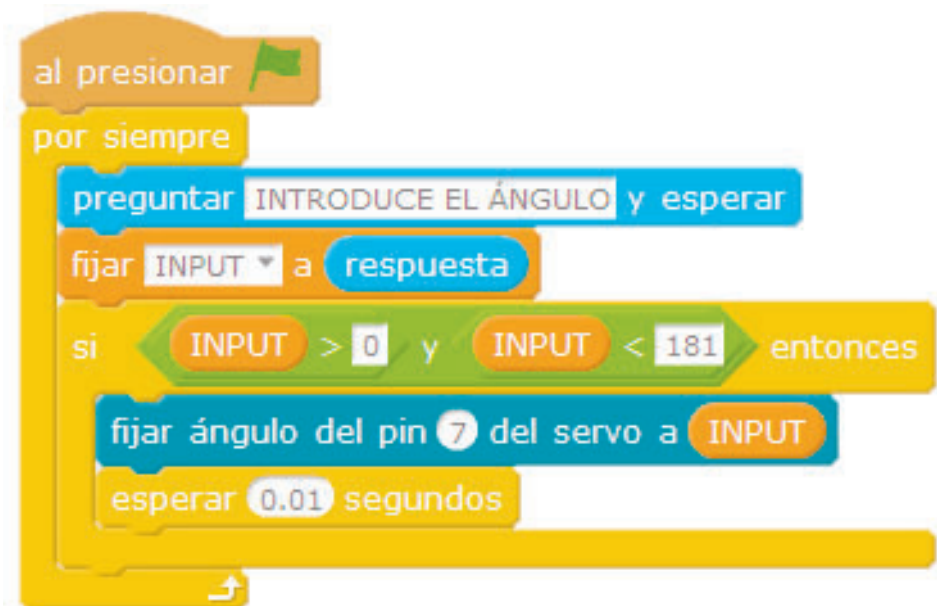 al presionar
por siempre
preguntar INTRODUCE EL ÁNGULO y esperar
fijar INPUT a respuesta
si INPUT > 0 y INPUT < 181 entonces
fijar ángulo del pin 7 del servo a INPUT
esperar 0.01 segundos